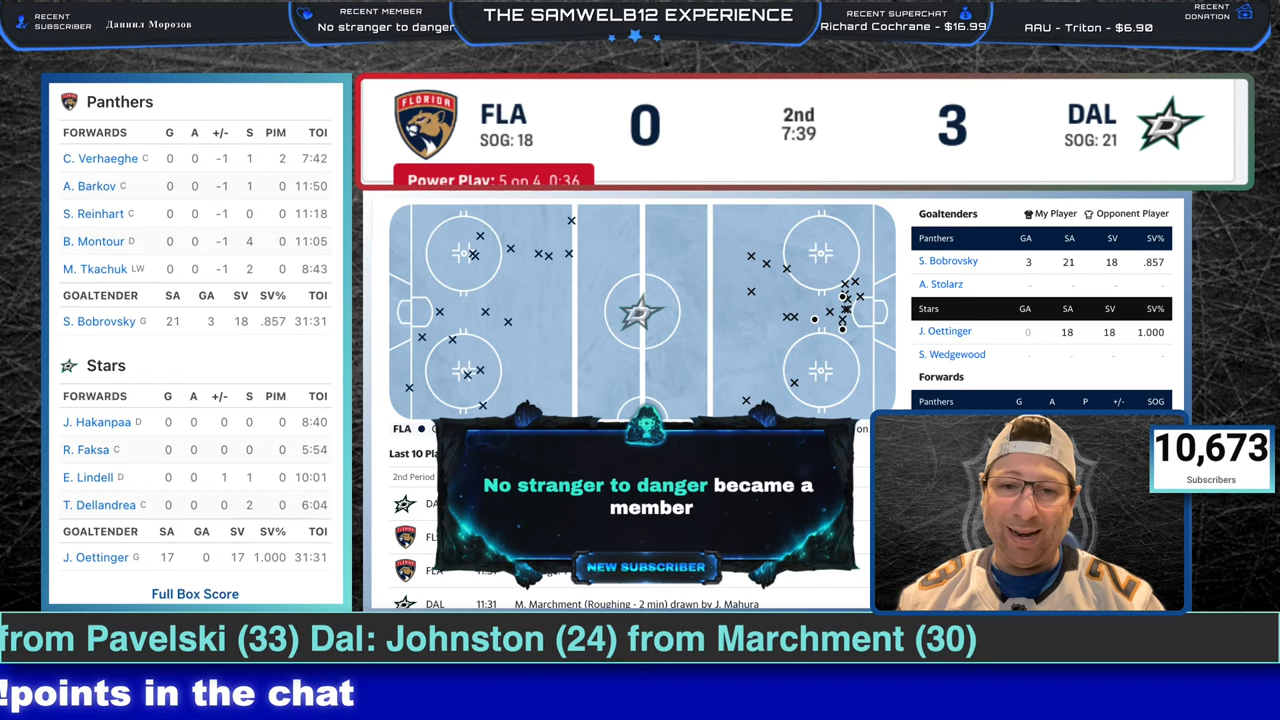 RECENT
SUBSCRIBER
Даниил Морозов
RECENT MEMBER
No stranger to danger
THE SAMWELB12 EXPERIENCE
RECENT SUPERCHAT
Richard Cochrane - $16.99
AAU - Triton - $6.90
RECENT
DONATION
Panthers
FORWARDS G A +/- S PIM TOI
C. Verhaeghe C 0 0 -1 1 2 7:42
A. Barkov C 0 0 -1 1 0 11:50
S. Reinhart C 0 0 -1 0 0 11:18
B. Montour D 0 0 -1 4 0 11:05
M. Tkachuk LW 0 0 -1 2 0 8:43
GOALTENDER SA GA SV SV% TOI
S. Bobrovsky G 21 3 18 .857 31:31
Stars
FORWARDS G A +/- S PIM TOI
J. Hakanpaa D 0 0 0 0 0 8:40
R. Faksa C 0 0 0 0 0 5:54
E. Lindell D 0 0 1 1 0 10:01
T. Dellandrea C 0 0 0 2 0 6:04
GOALTENDER SA GA SV SV% TOI
J. Oettinger G 17 0 17 1.000 31:31
Full Box Score
FLORIDA
FLA
SOG: 18
0
2nd
7:39
3
DAL
SOG: 21
Power Play: 5 on 4, 0:36
Goaltenders My Player Opponent Player
Panthers GA SA SV SV%
S. Bobrovsky 3 21 18 .857
A. Stolarz - - - -
Stars GA SA SV SV%
J. Oettinger 0 18 18 1.000
S. Wedgewood - - - -
Forwards
Panthers G A P +/- SOG
FLA
on
Last 10 Pla
2nd Period
DA
FL
FLA 11:31
DAL 11:31 M. Marchment (Roughing - 2 min) drawn by J. Mahura
No stranger to danger became a
member
NEW SUBSCRIBER
10,673
Subscribers
from Pavelski (33) Dal: Johnston (24) from Marchment (30)
!points in the chat